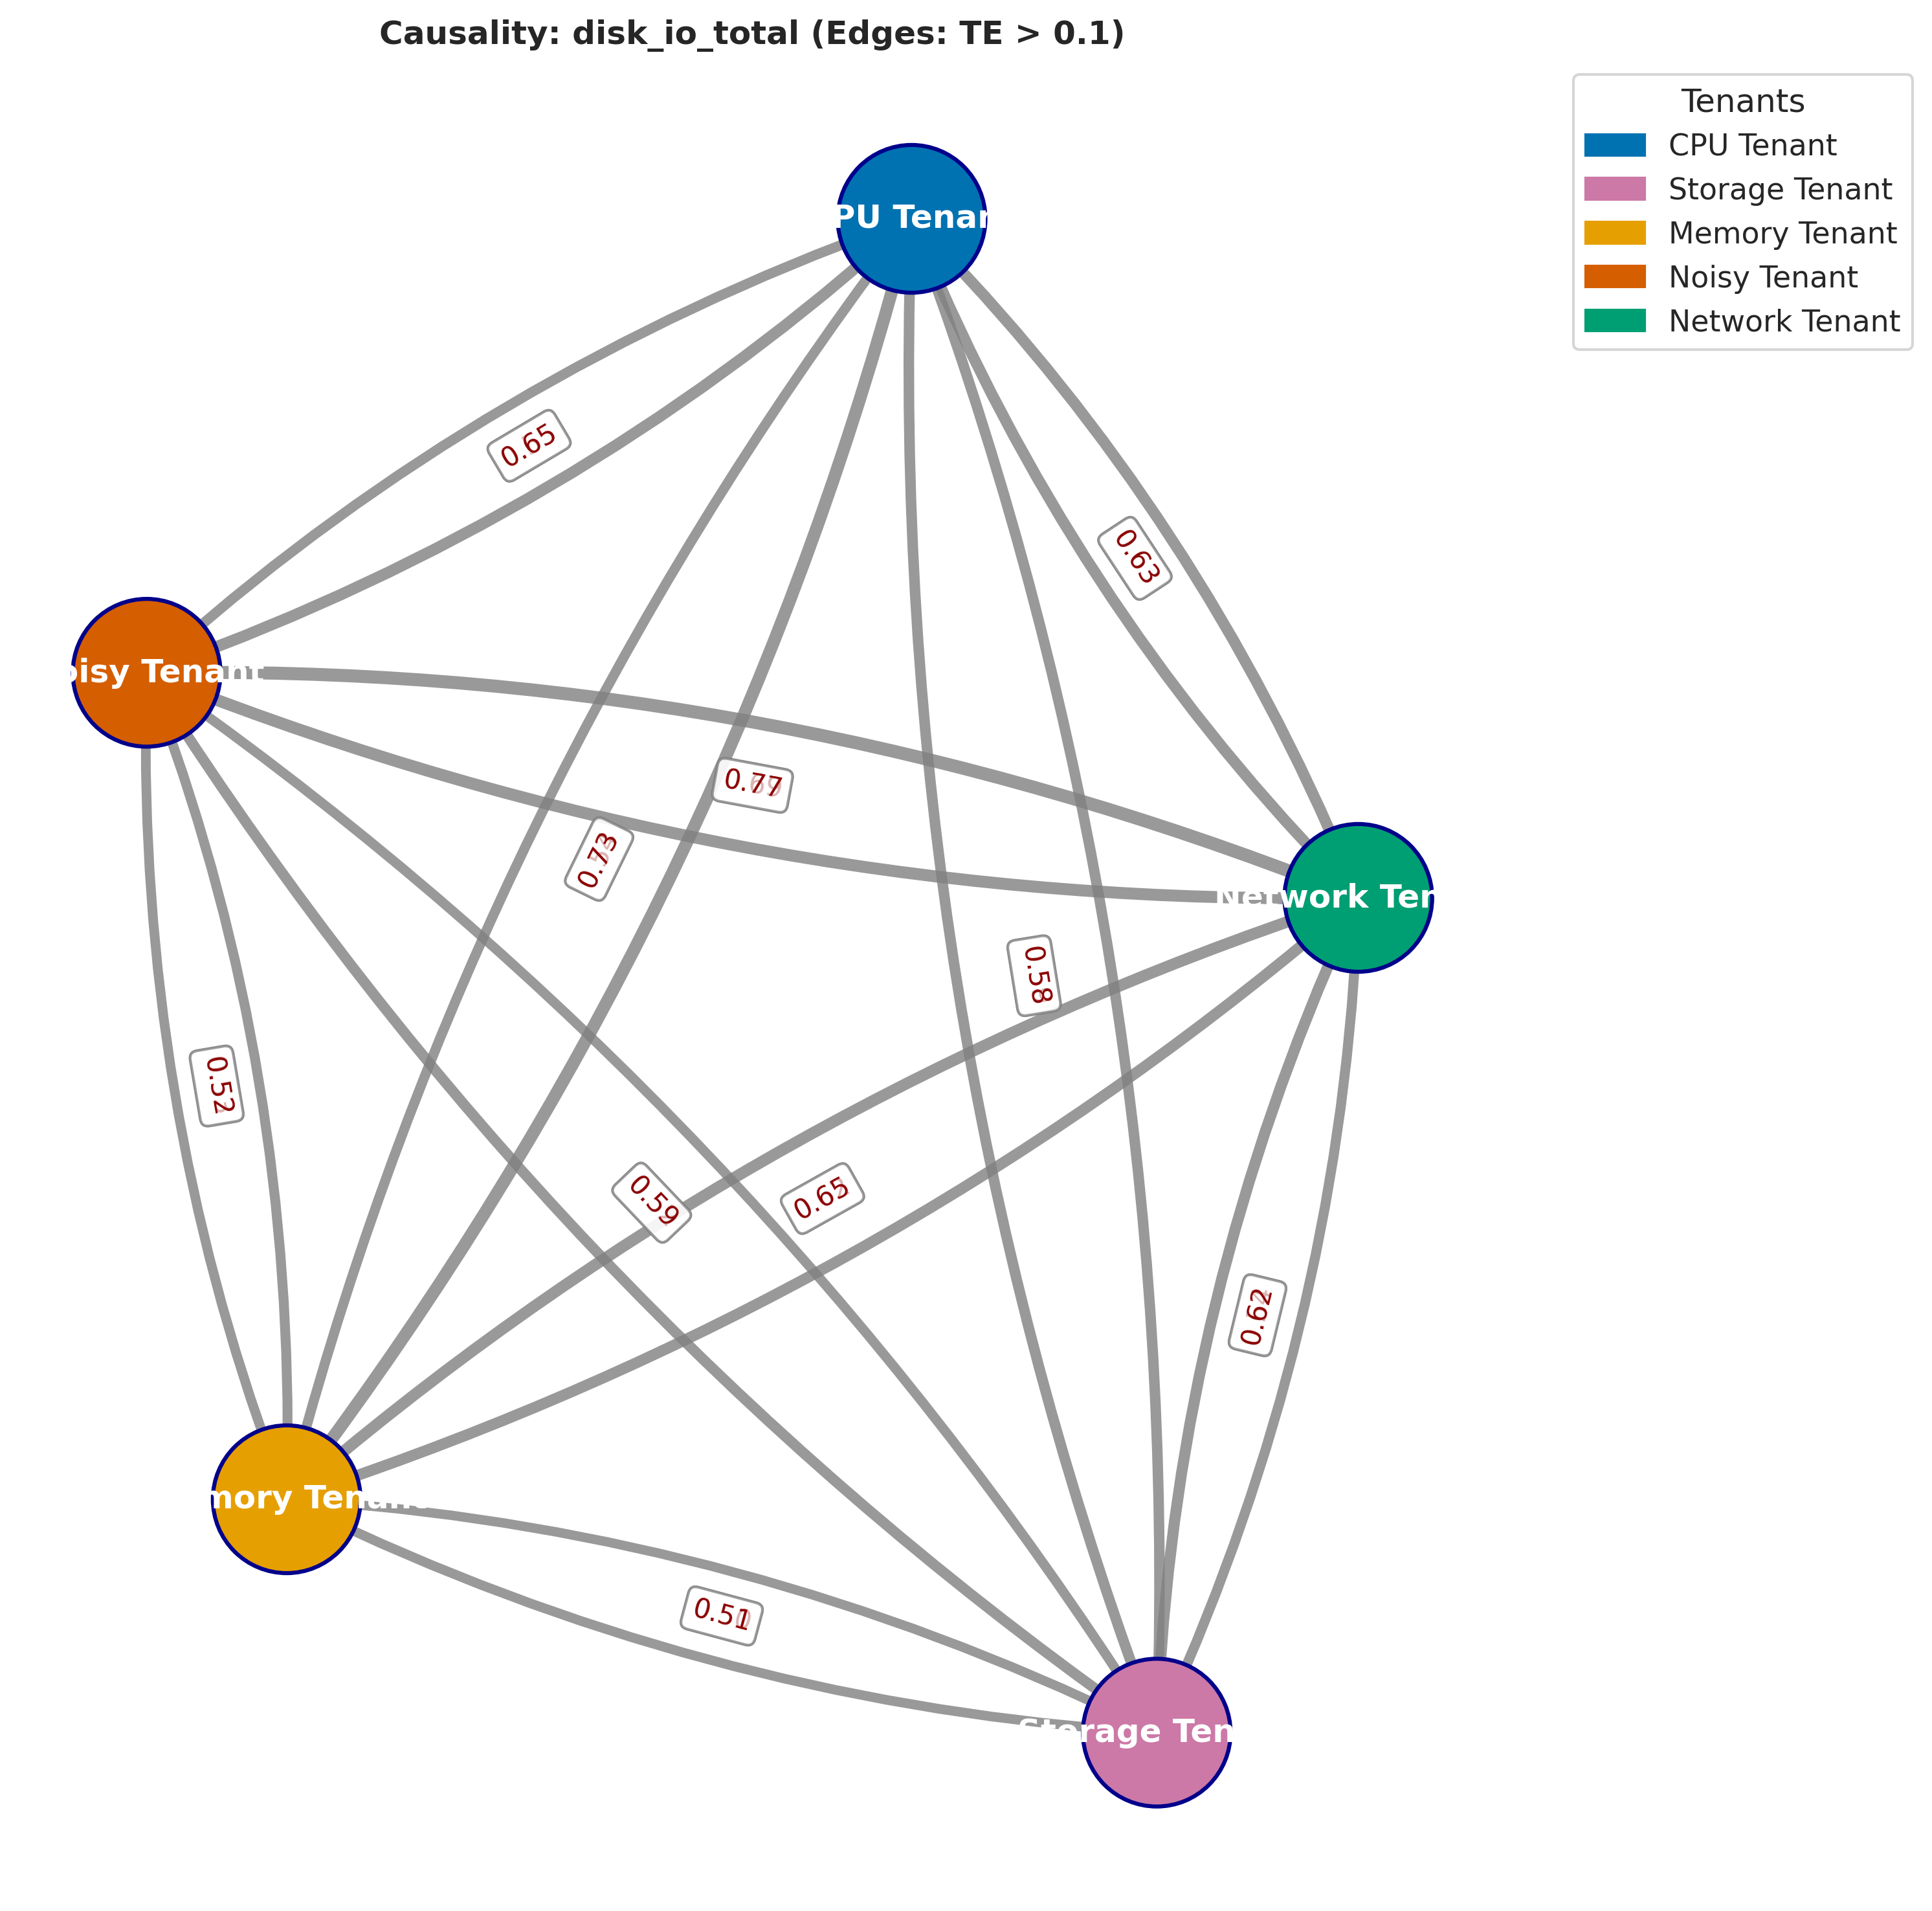 Causality: disk_io_total (Edges: TE > 0.1)
Tenants
CPU Tenant
Storage Tenant
Memory Tenant
Noisy Tenant
Network Tenant
PU Tenan
0.65
0.63
oisy Tenant
0.77
0.73
Network Ten
0.58
0.52
0.59
0.65
0.62
mory Tenant
0.51
Storage Ten